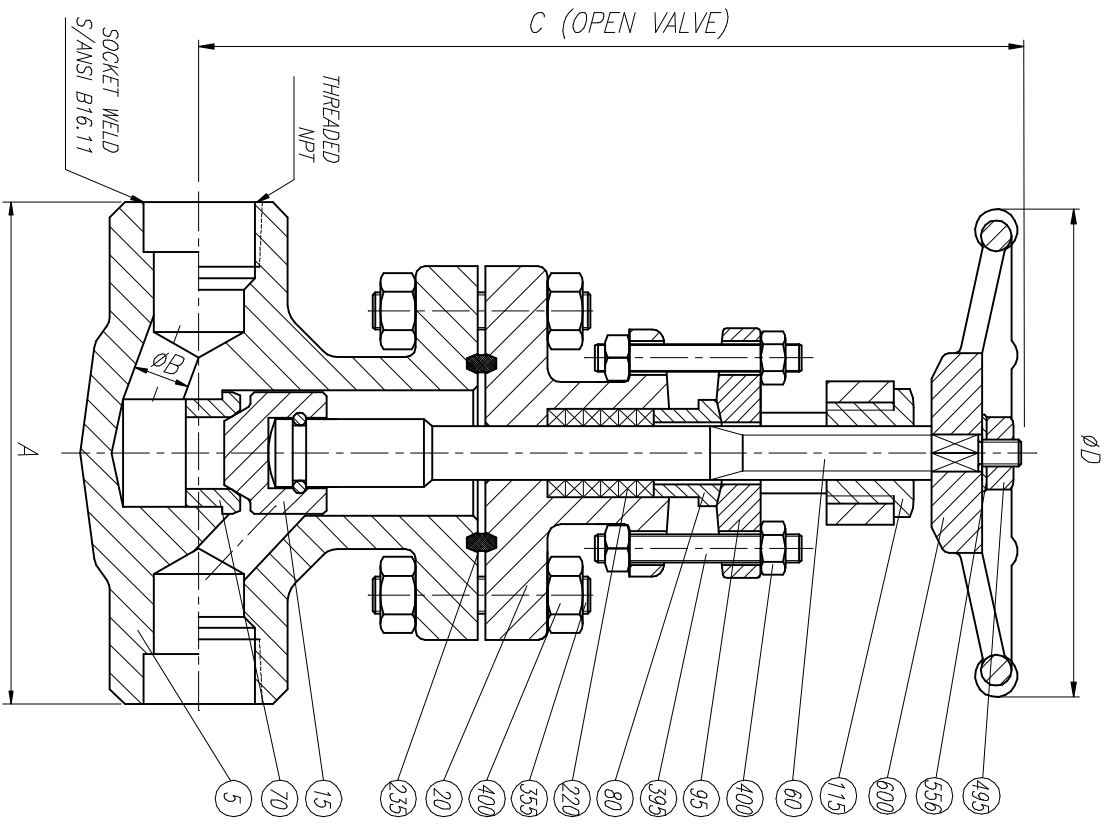 C (OPEN VALVE)
SOCKET WELD
S/ANSI B16.11
THREADED
NPT
ØB
A
ØD
5
70
15
235
20
400
355
220
80
395
95
400
60
115
600
556
495